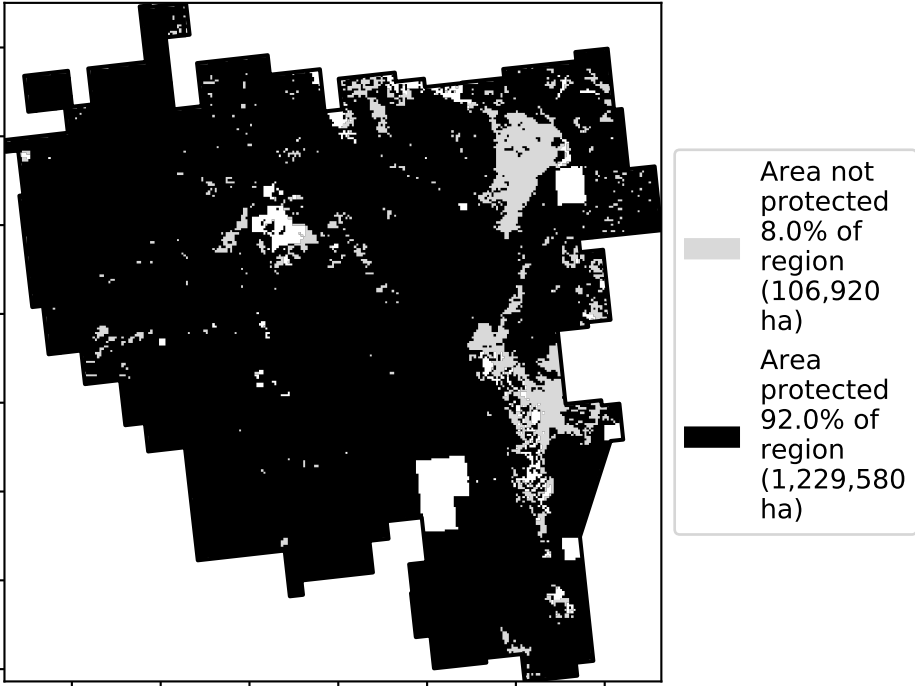 Area not
protected
8.0% of
region
(106,920
ha)
Area
protected
92.0% of
region
(1,229,580
ha)